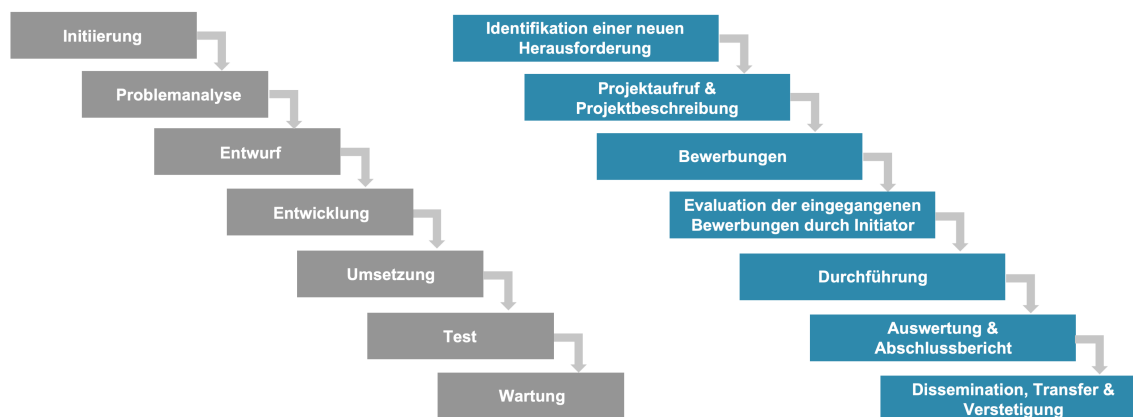 Initiierung
Problemanalyse
Entwurf
Entwicklung
Umsetzung
Test
Wartung
Identifikation einer neuen
Herausforderung
Projektaufruf &
Projektbeschreibung
Bewerbungen
Evaluation der eingegangenen
Bewerbungen durch Initiator
Durchführung
Auswertung &
Abschlussbericht
Dissemination, Transfer &
Verstetigung